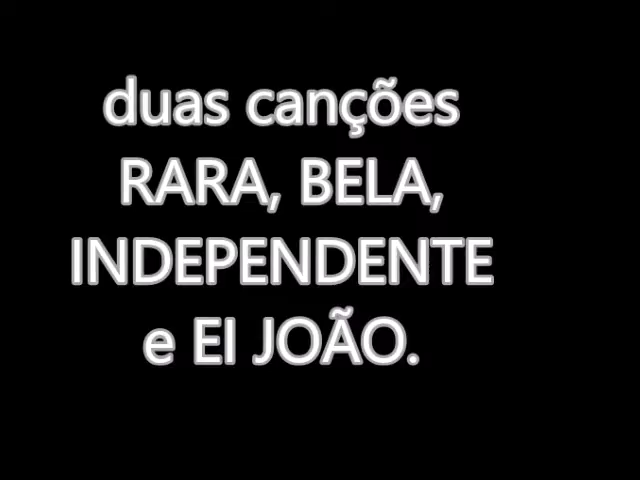 duas canções
RARA, BELA,
INDEPENDENTE
e EI JOÃO.